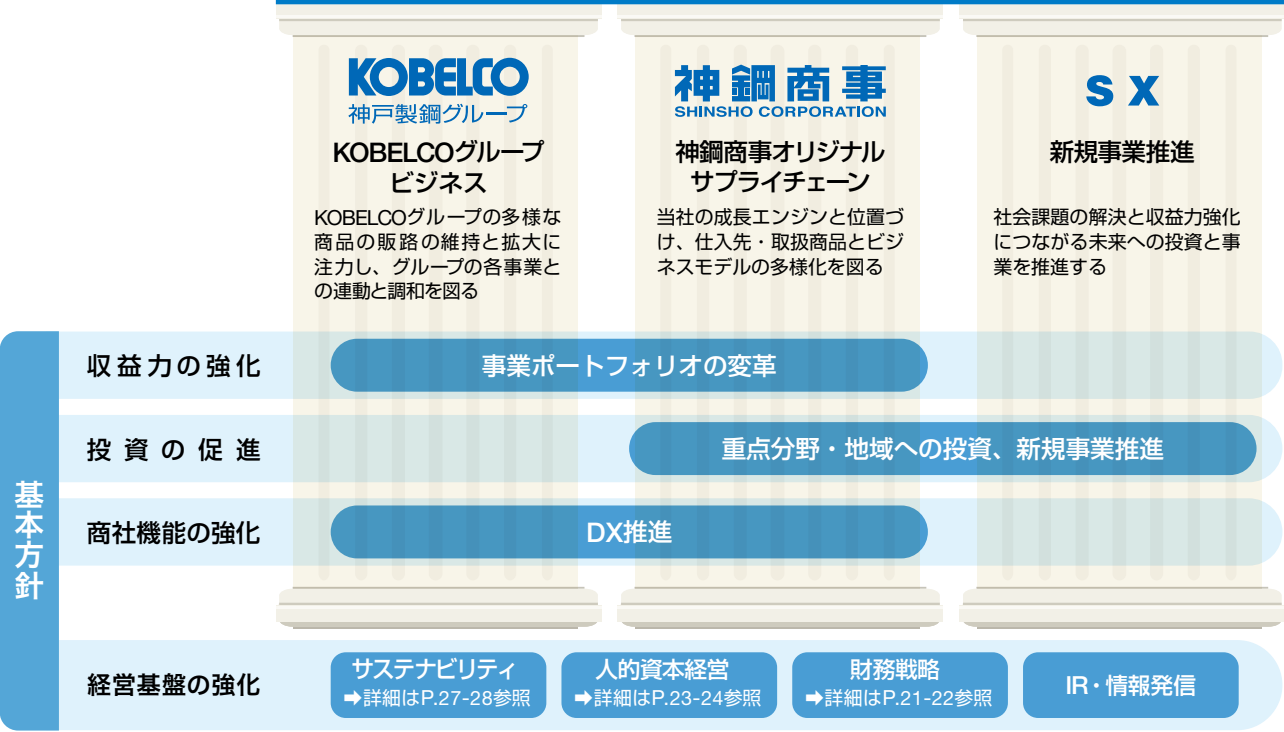 KOBELCO
神戸製鋼グループ
KOBELCOグループ
ビジネス
KOBELCOグループの多様な
商品の販路の維持と拡大に
注力し、グループの各事業と
の連動と調和を図る
神鋼商事
SHINSHO CORPORATION
神鋼商事オリジナル
サプライチェーン
当社の成長エンジンと位置づ
け、仕入先・取扱商品とビジ
ネスモデルの多様化を図る
SX
新規事業推進
社会課題の解決と収益力強化
につながる未来への投資と事
業を推進する
基本方針
収益力の強化
事業ポートフォリオの変革
投資の促進
重点分野・地域への投資、新規事業推進
商社機能の強化
DX推進
経営基盤の強化
サステナビリティ
➡詳細はP.27-28参照
人的資本経営
➡詳細はP.23-24参照
財務戦略
➡詳細はP.21-22参照
IR・情報発信